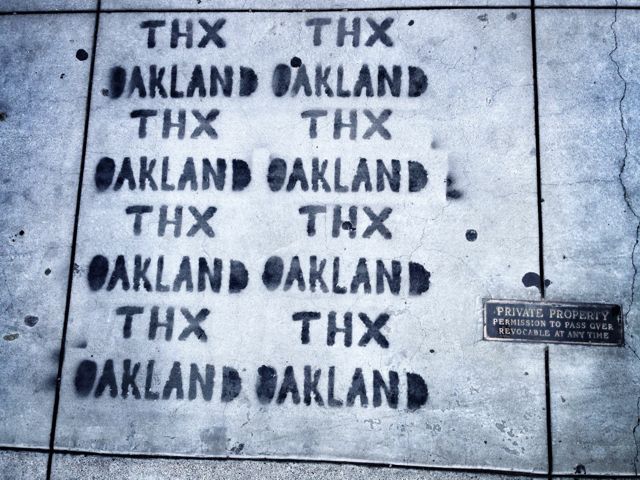 THX THX
OAKLAND OAKLAND
THX THX
OAKLAND OAKLAND
THX THX
OAKLAND OAKLAND
THX THX
OAKLAND OAKLAND
PRIVATE PROPERTY
PERMISSION TO PASS OVER
REVOCABLE AT ANY TIME